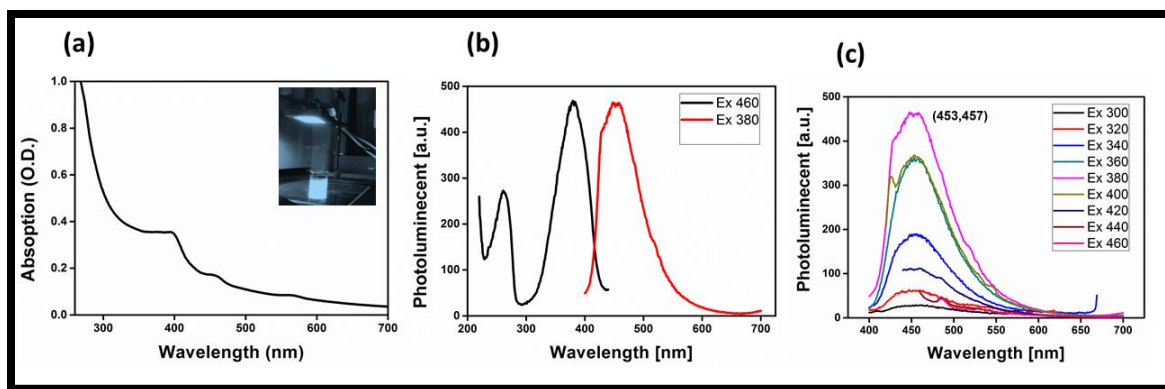 (a)
1.0
0.8
0.6
0.4
0.2
0.0
300
400
500
600
700
Absoption (O.D.)
Wavelength (nm)
(b)
500
400
300
200
100
0
200
300
400
500
600
700
Photoluminecent [a.u.]
Wavelength [nm]
Ex 460
Ex 380
(c)
500
400
300
200
100
0
400
450
500
550
600
650
700
Photoluminecent [a.u.]
Wavelength [nm]
(453,457)
Ex 300
Ex 320
Ex 340
Ex 360
Ex 380
Ex 400
Ex 420
Ex 440
Ex 460